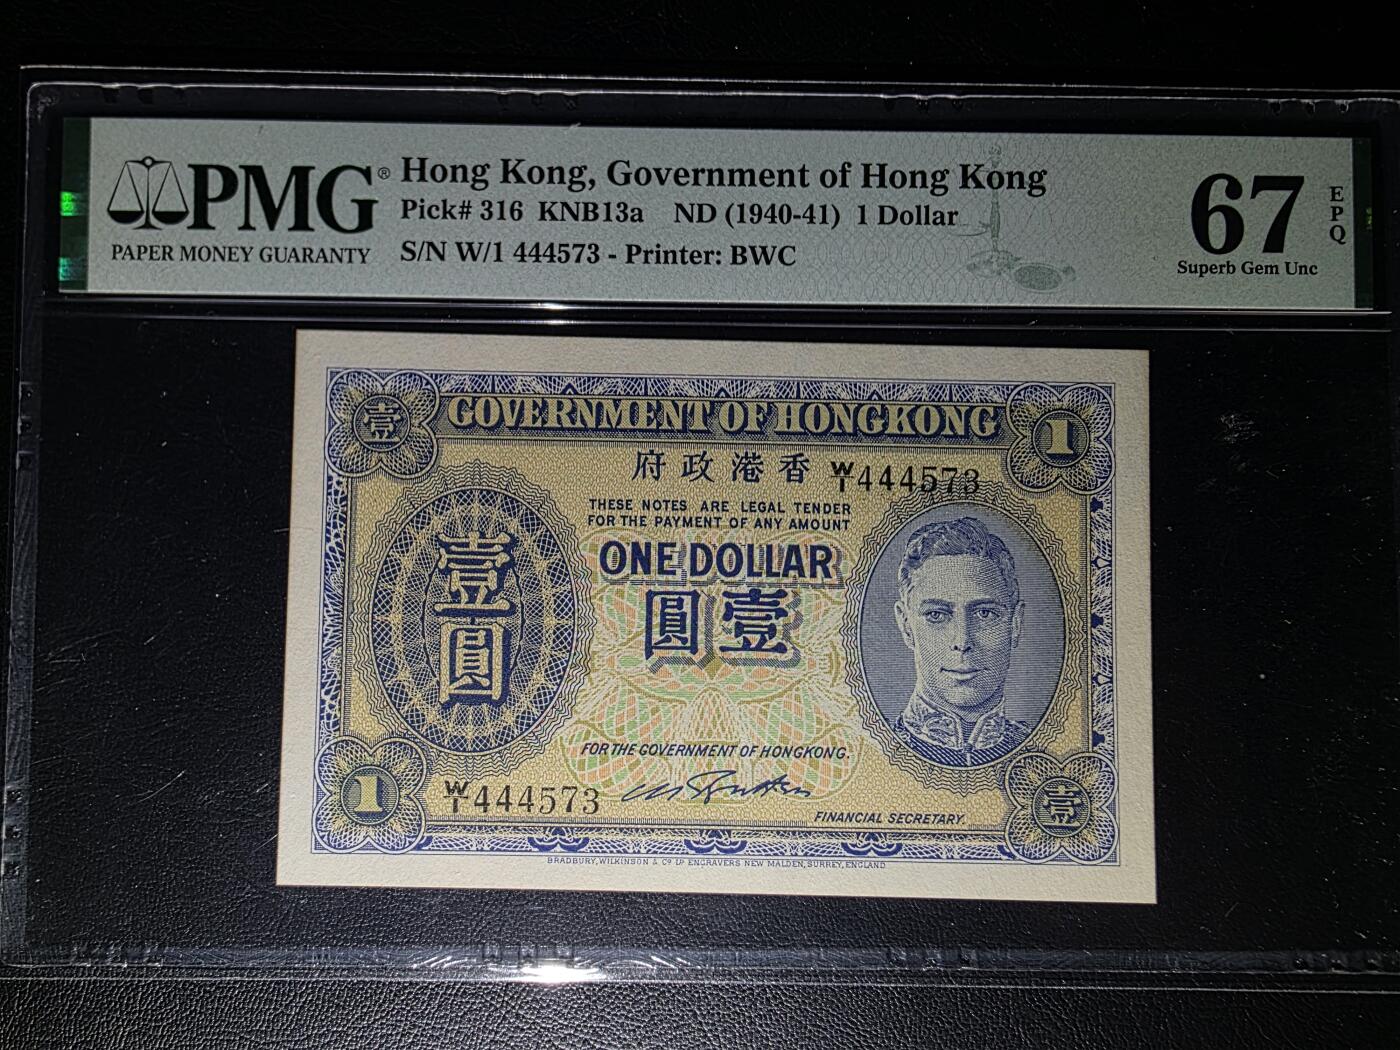 PMG®
PAPER MONEY GUARANTY
Hong Kong, Government of Hong Kong
Pick# 316 KNB13a ND (1940-41) 1 Dollar
S/N W/1 444573 - Printer: BWC
67
EPQ
Superb Gem Unc
壹
GOVERNMENT OF HONGKONG
1
府政港香
W/1 444573
THESE NOTES ARE LEGAL TENDER
FOR THE PAYMENT OF ANY AMOUNT
ONE DOLLAR
圓壹
壹圓
FOR THE GOVERNMENT OF HONGKONG.
1
W/1 444573
FINANCIAL SECRETARY.
壹
BRADBURY, WILKINSON & Co Ld ENGRAVERS NEW MALDEN, SURREY, ENGLAND